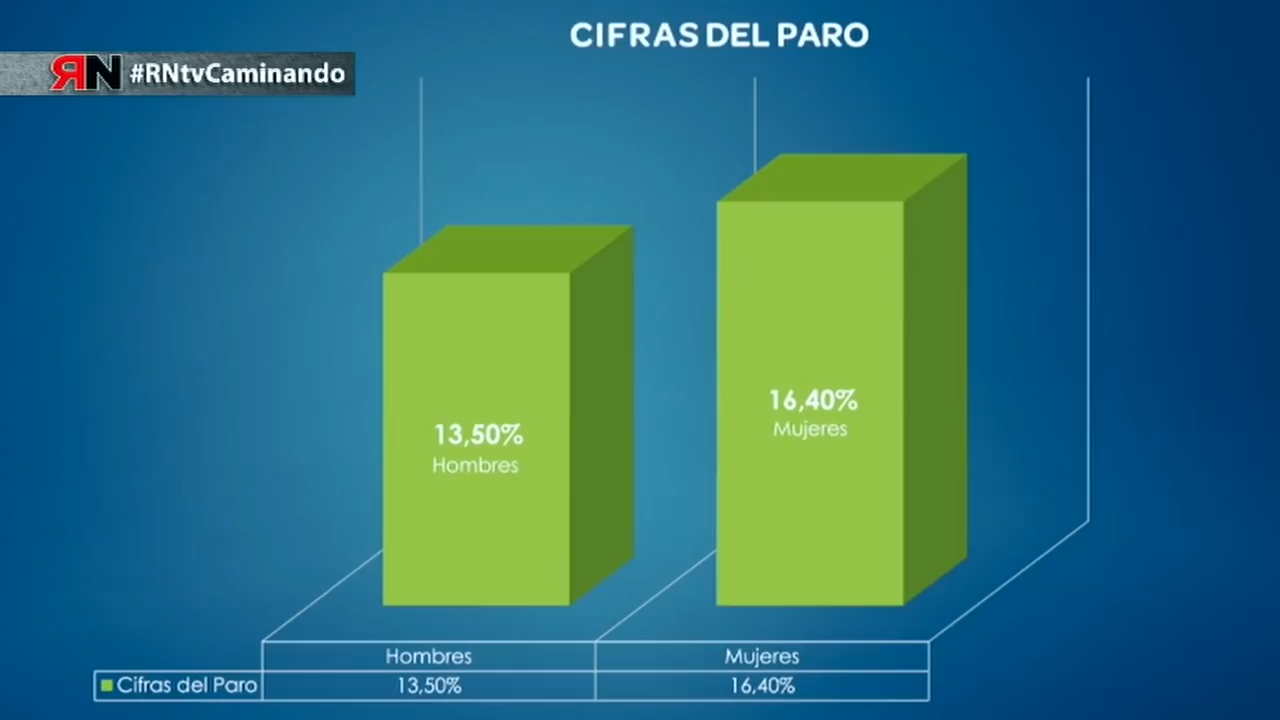 CIFRAS DEL PARO
RN #RNtvCaminando
16,40%
Mujeres
13,50%
Hombres
Hombres Mujeres
Cifras del Paro 13,50% 16,40%